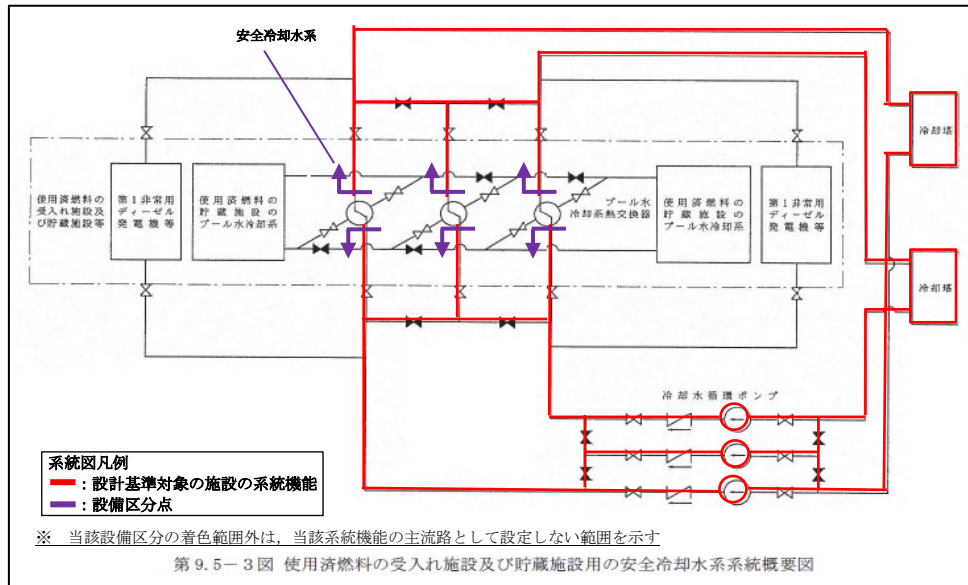 安全冷却水系
冷却塔
使用済燃料の
受入れ施設及
び貯蔵施設等
第1非常用
ディーゼル
発電機等
使用済燃料の
貯蔵施設の
プール水冷却系
プール水
冷却系熱交換器
使用済燃料の
貯蔵施設の
プール水冷却系
第1非常用
ディーゼル
発電機等
冷却塔
冷却水循環ポンプ
系統図凡例
：設計基準対象の施設の系統機能
：設備区分点
※ 当該設備区分の着色範囲外は，当該系統機能の主流路として設定しない範囲を示す
第9.5－3図 使用済燃料の受入れ施設及び貯蔵施設用の安全冷却水系系統概要図